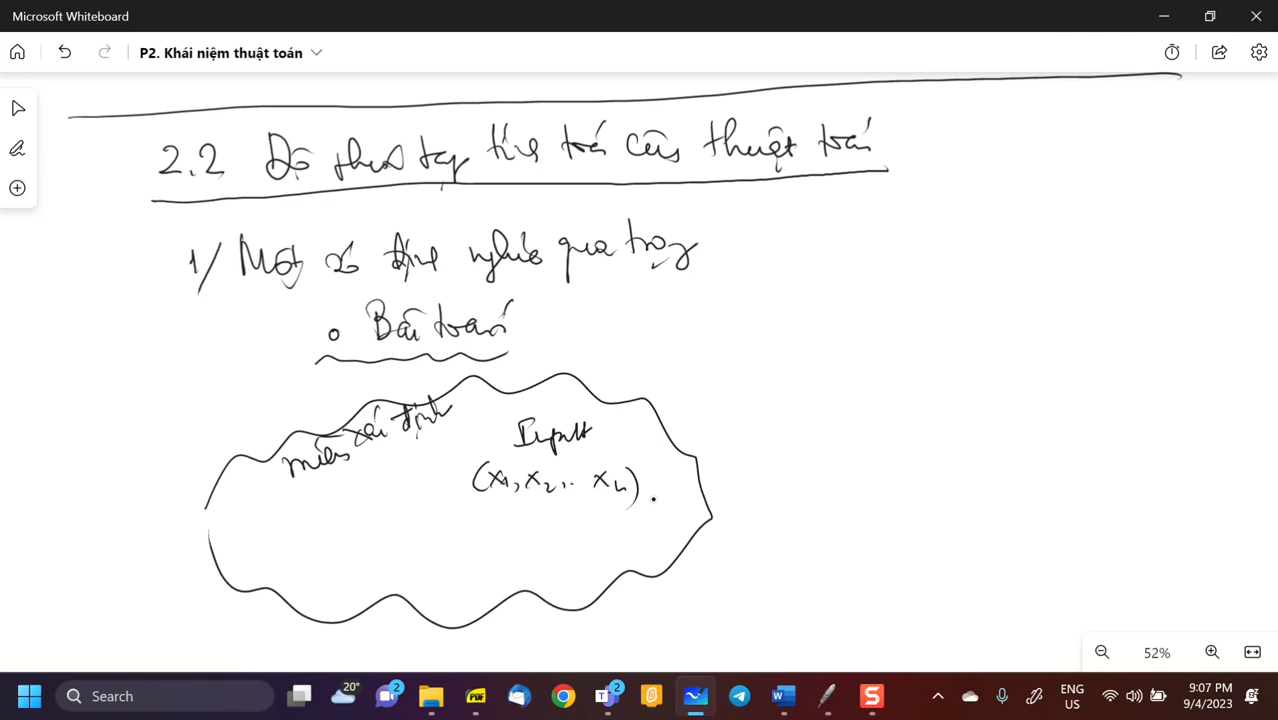 Microsoft Whiteboard
P2. Khái niệm thuật toán
2.2 Độ phức tạp tính toán của thuật toán
1/ Một số định nghĩa quan trọng
Bài toán
miền xác định
Input
(x1, x2, .. xn)
52%
Search
20°
2
2
ENG
US
9:07 PM
9/4/2023